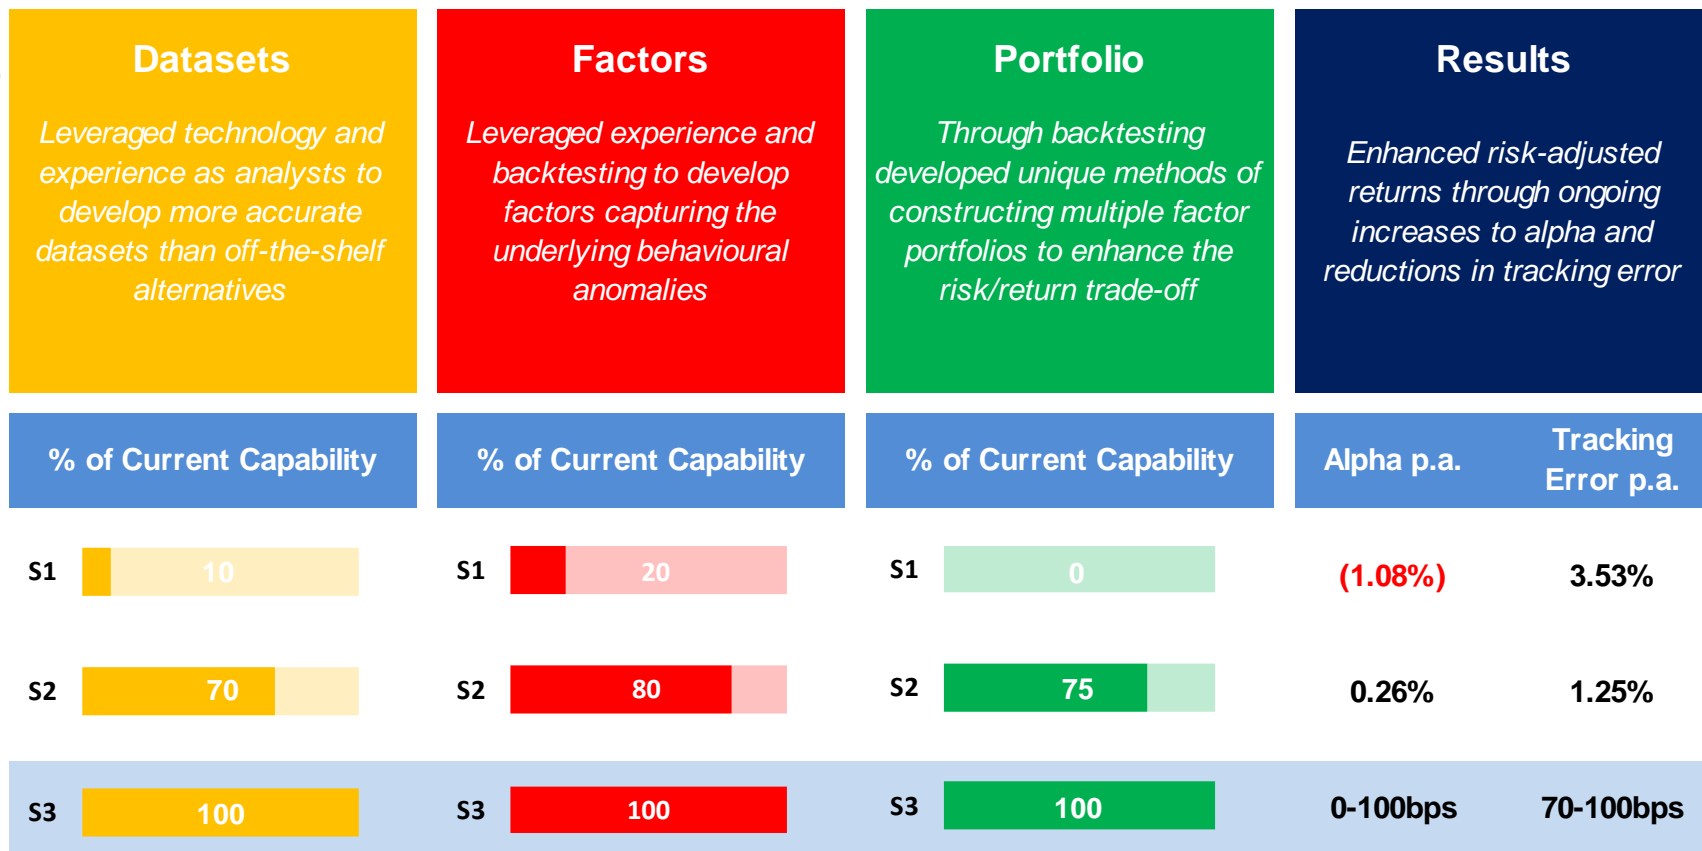 Datasets
Leveraged technology and
experience as analysts to
develop more accurate
datasets than off-the-shelf
alternatives
Factors
Leveraged experience and
backtesting to develop
factors capturing the
underlying behavioural
anomalies
Portfolio
Through backtesting
developed unique methods of
constructing multiple factor
portfolios to enhance the
risk/return trade-off
Results
Enhanced risk-adjusted
returns through ongoing
increases to alpha and
reductions in tracking error
% of Current Capability
% of Current Capability
% of Current Capability
Alpha p.a.
Tracking
Error p.a.
S1 10 S1 20 S1 0 (1.08%) 3.53%
S2 70 S2 80 S2 75 0.26% 1.25%
S3 100 S3 100 S3 100 0-100bps 70-100bps